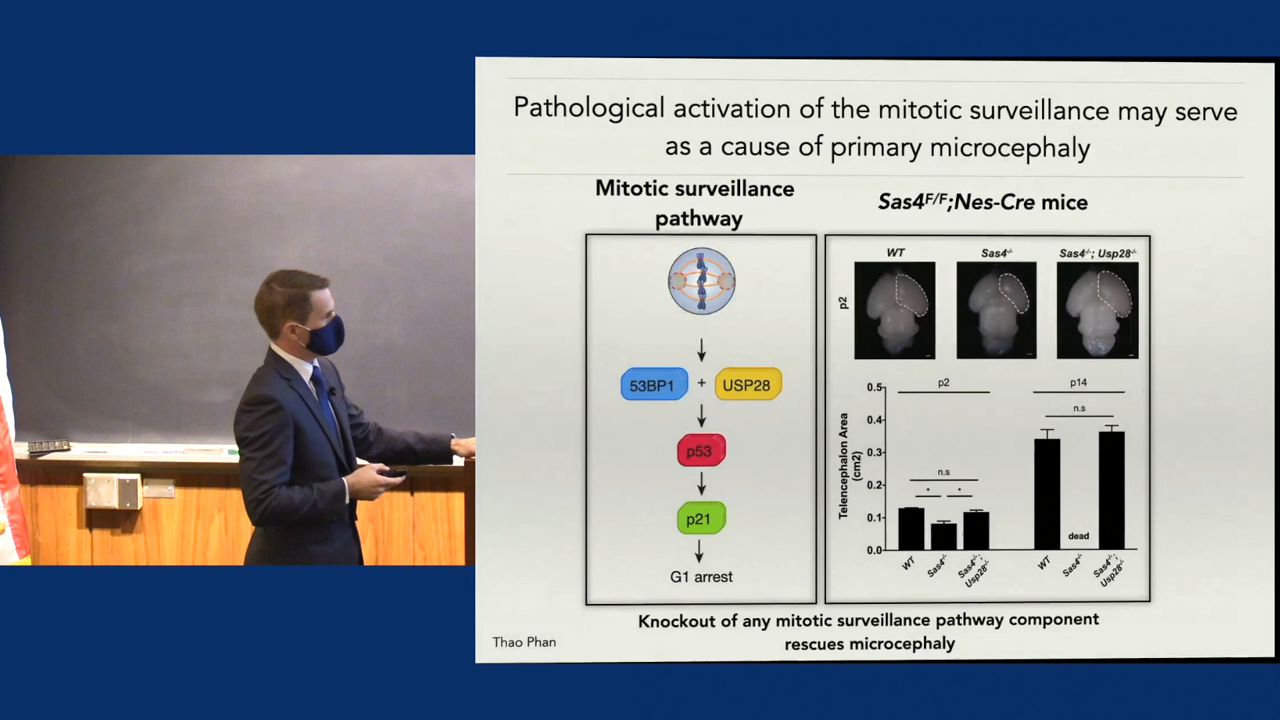 Pathological activation of the mitotic surveillance may serve
as a cause of primary microcephaly
Mitotic surveillance
pathway
53BP1 + USP28
p53
p21
G1 arrest
Sas4F/F;Nes-Cre mice
WT Sas4-/- Sas4-/-; Usp28-/-
p2
p2 p14
0.5
0.4
0.3
0.2
0.1
0.0
Telencephalon Area
(cm2)
n.s
* *
n.s
dead
WT Sas4-/- Sas4-/-; Usp28-/- WT Sas4-/- Sas4-/-; Usp28-/-
Knockout of any mitotic surveillance pathway component
rescues microcephaly
Thao Phan